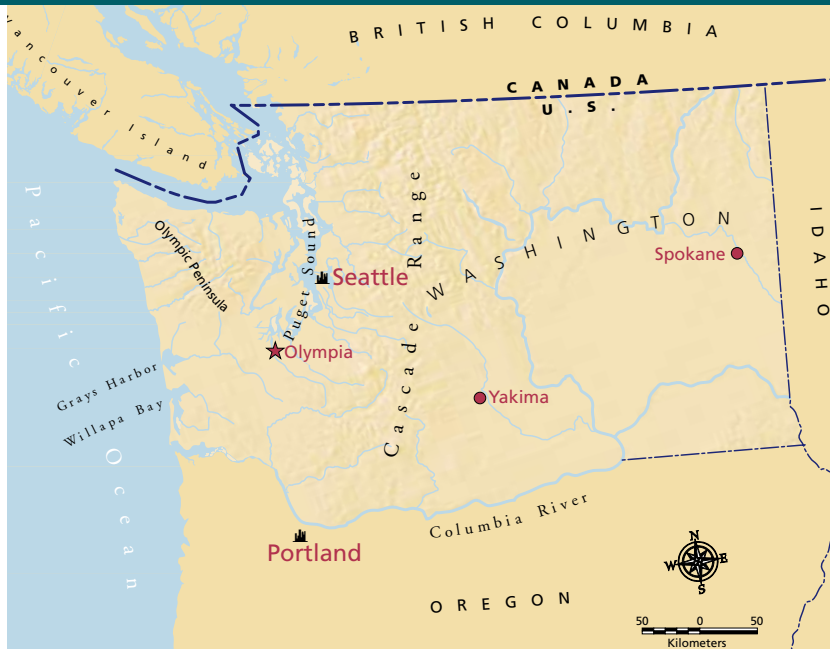 BRITISH COLUMBIA
Vancouver Island
CANADA
U.S.
Pacific Ocean
Olympic Peninsula
Puget Sound
Seattle
Cascade Range
WASHINGTON
Spokane
IDAHO
Olympia
Grays Harbor
Willapa Bay
Yakima
Columbia River
Portland
OREGON
N
W E
S
50 0 50
Kilometers